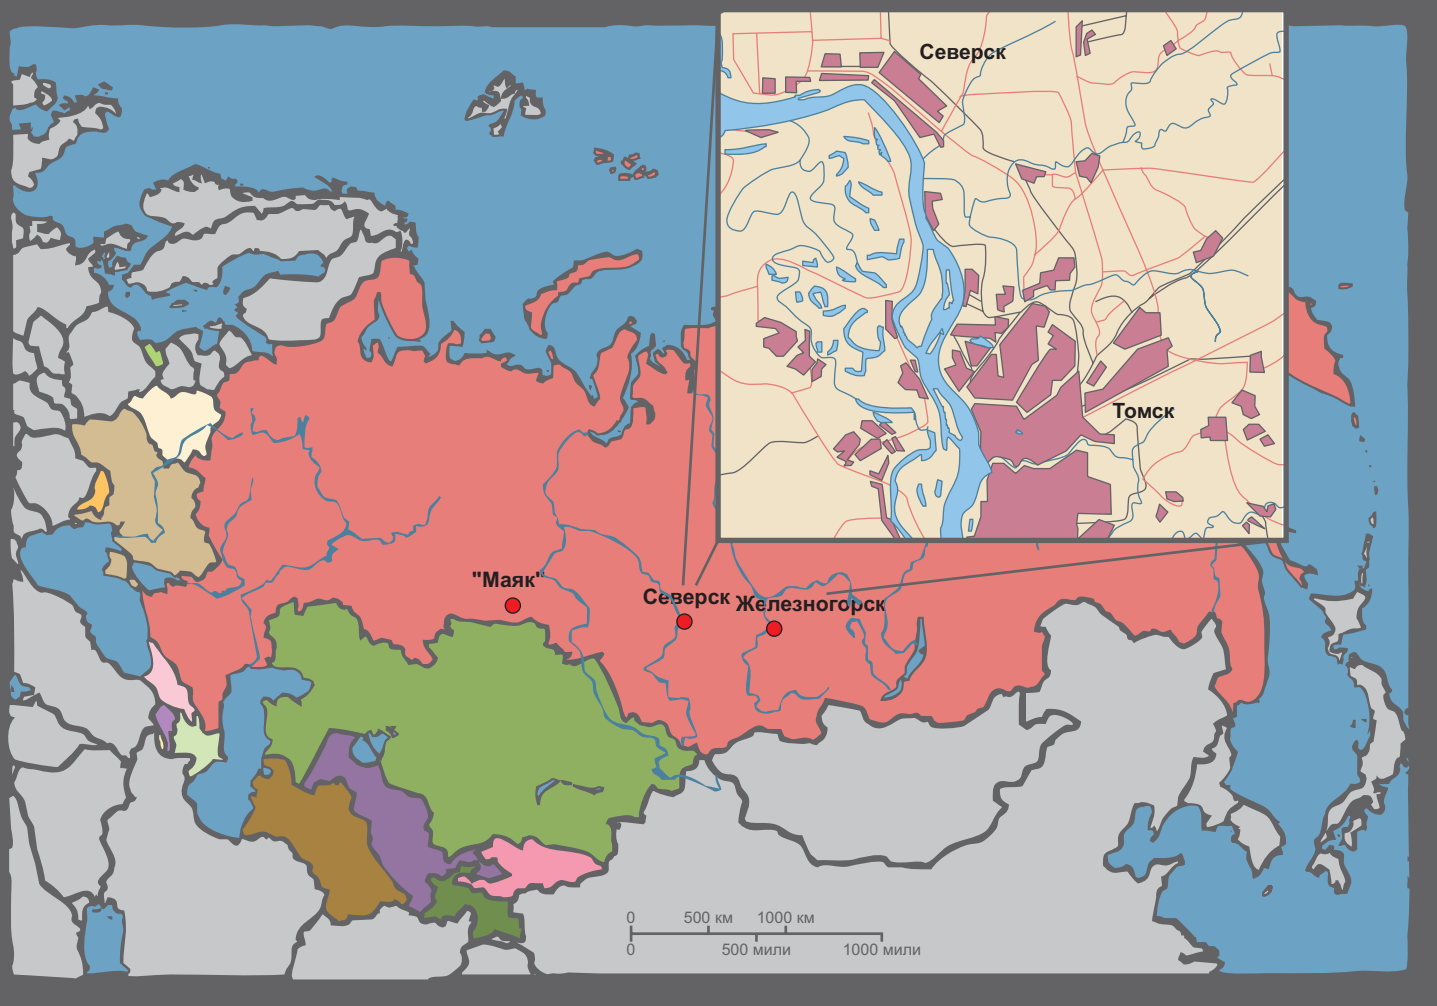 Северск
Томск
"Маяк"
Северск
Железногорск
0 500 км 1000 км
0 500 мили 1000 мили